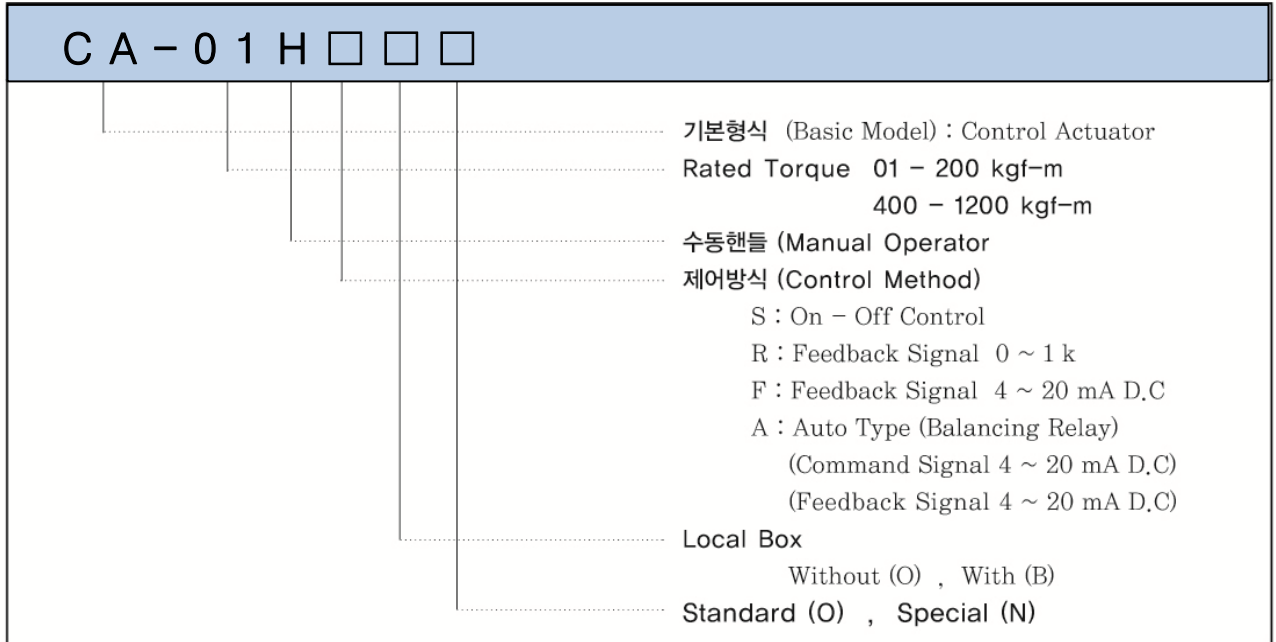 CA-01H□□□
기본형식 (Basic Model) : Control Actuator
Rated Torque 01 - 200 kgf-m
400 - 1200 kgf-m
수동핸들 (Manual Operator
제어방식 (Control Method)
S : On - Off Control
R : Feedback Signal 0 ~ 1 k
F : Feedback Signal 4 ~ 20 mA D.C
A : Auto Type (Balancing Relay)
(Command Signal 4 ~ 20 mA D.C)
(Feedback Signal 4 ~ 20 mA D.C)
Local Box
Without (O) , With (B)
Standard (O) , Special (N)